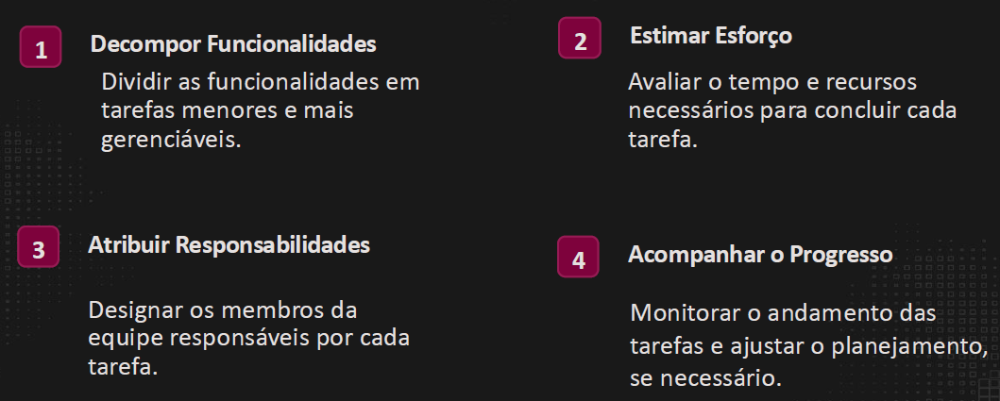 1
Decompor Funcionalidades
Dividir as funcionalidades em
tarefas menores e mais
gerenciáveis.
2
Estimar Esforço
Avaliar o tempo e recursos
necessários para concluir cada
tarefa.
3
Atribuir Responsabilidades
Designar os membros da
equipe responsáveis por cada
tarefa.
4
Acompanhar o Progresso
Monitorar o andamento das
tarefas e ajustar o planejamento,
se necessário.